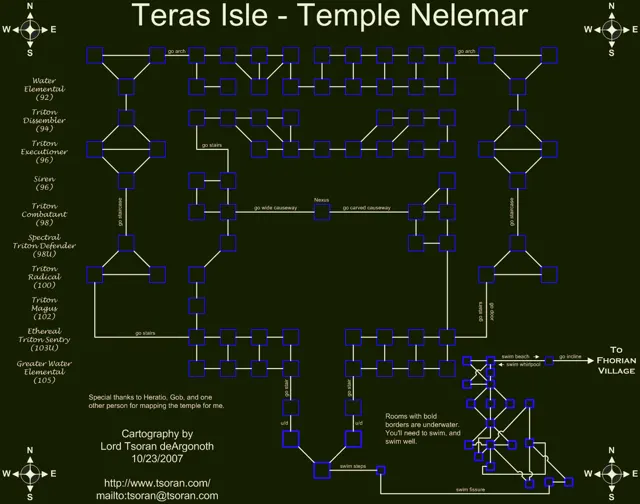 Teras Isle - Temple Nelemar
N
W E
S
N
W E
S
go arch
go arch
Water
Elemental
(92)
Triton
Dissembler
(94)
Triton
Executioner
(96)
Siren
(96)
Triton
Combatant
(98)
Spectral
Triton Defender
(98U)
Triton
Radical
(100)
Triton
Magus
(102)
Ethereal
Triton Sentry
(103U)
Greater Water
Elemental
(105)
go stairs
go staircase
Nexus
go wide causeway
go carved causeway
go staircase
go stairs
go door
go stairs
go stair
go stair
u/d
u/d
swim beach
swim whirlpool
go incline
To
Fhorian
Village
Special thanks to Heratio, Gob, and one
other person for mapping the temple for me.
Rooms with bold
borders are underwater.
You'll need to swim, and
swim well.
Cartography by
Lord Tsoran deArgonoth
10/23/2007
swim steps
swim fissure
N
W E
S
N
W E
S
http://www.tsoran.com/
mailto:tsoran@tsoran.com